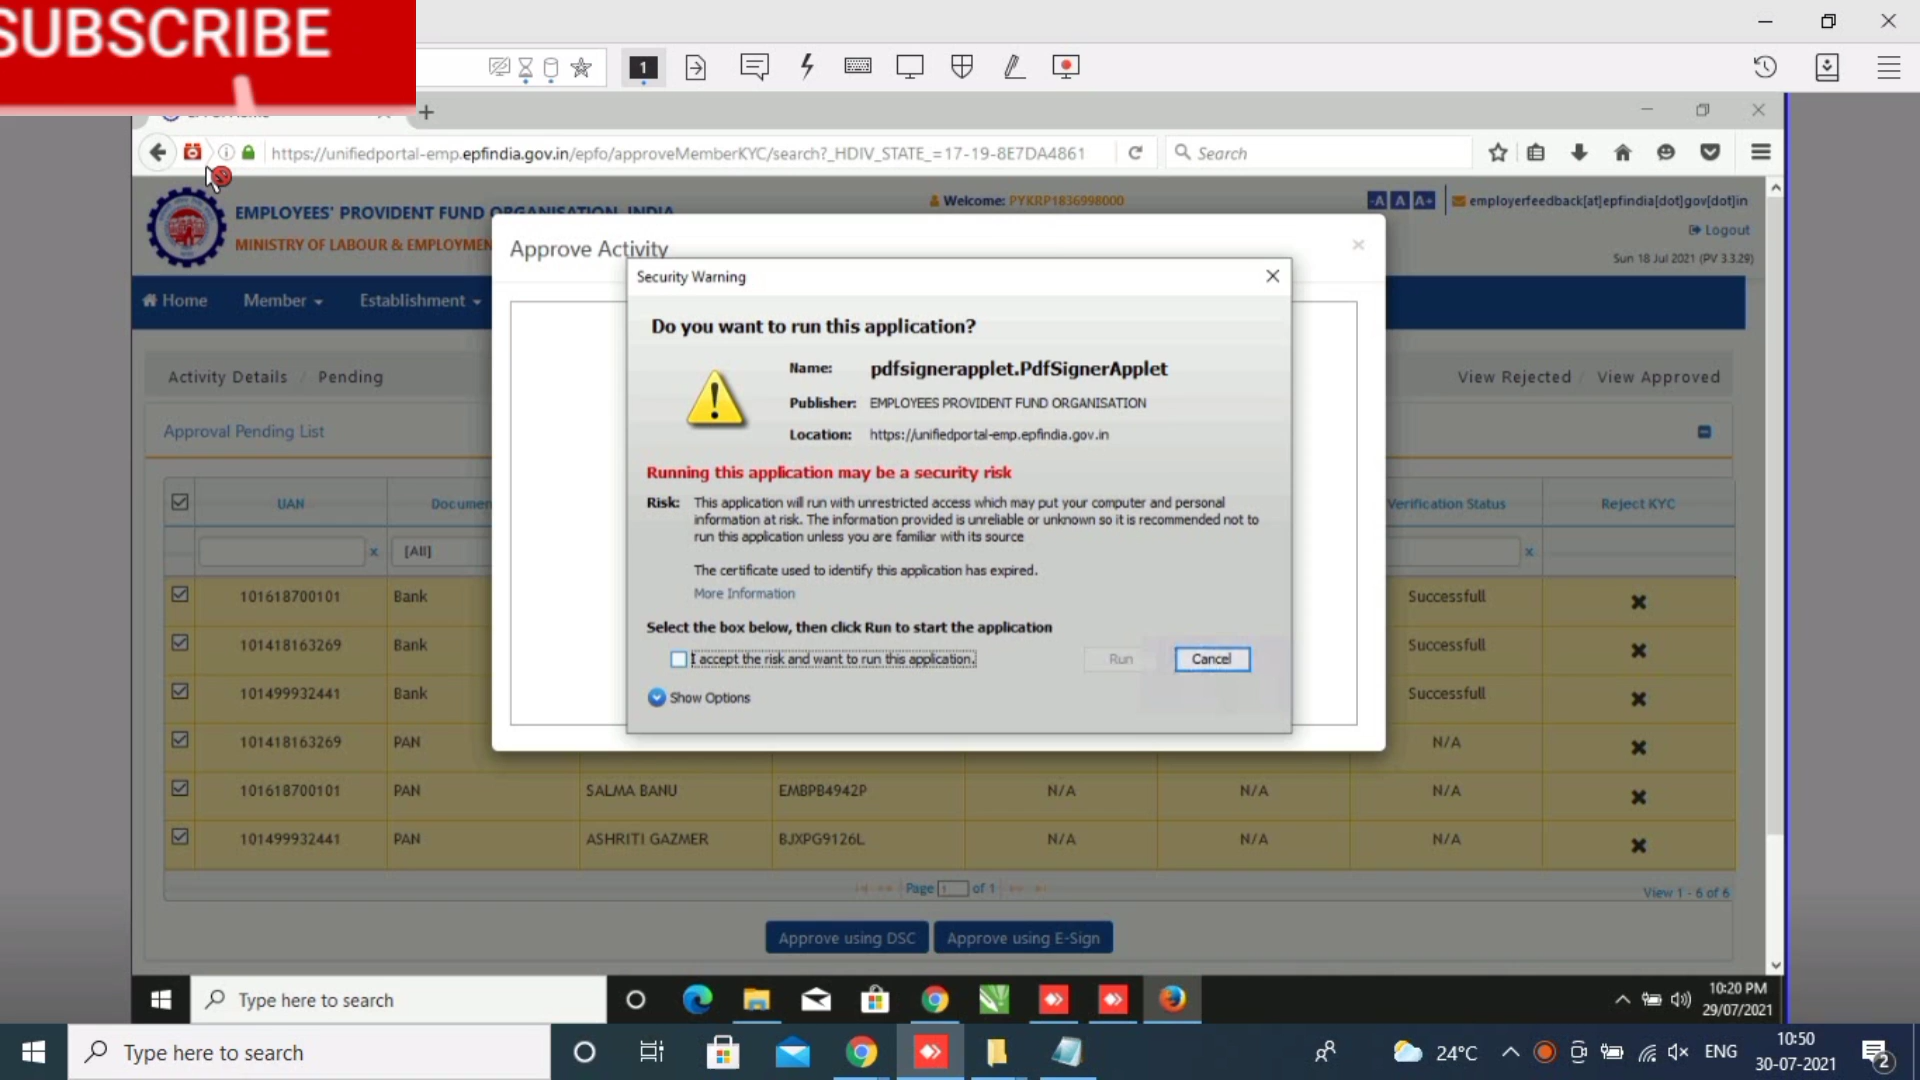 SUBSCRIBE
1
https://unifiedportal-emp.epfindia.gov.in/epfo/approveMemberKYC/search?_HDIV_STATE_=17-19-8E7DA4861
Search
EMPLOYEES' PROVIDENT FUND ORGANISATION, INDIA
MINISTRY OF LABOUR & EMPLOYMEN
Welcome: PYKRP1836998000
-A A A+
employerfeedback[at]epfindia[dot]gov[dot]in
Logout
Sun 18 Jul 2021 (PV 3.3.29)
Home Member Establishment
Approve Activity
Security Warning
Do you want to run this application?
Name: pdfsignerapplet.PdfSignerApplet
Publisher: EMPLOYEES PROVIDENT FUND ORGANISATION
Location: https://unifiedportal-emp.epfindia.gov.in
Running this application may be a security risk
Risk: This application will run with unrestricted access which may put your computer and personal
information at risk. The information provided is unreliable or unknown so it is recommended not to
run this application unless you are familiar with its source
The certificate used to identify this application has expired.
More Information
Select the box below, then click Run to start the application
I accept the risk and want to run this application.
Run Cancel
Show Options
Activity Details / Pending
View Rejected / View Approved
Approval Pending List
UAN Documen Verification Status Reject KYC
x [All] x
101618700101 Bank Successfull
101418163269 Bank Successfull
101499932441 Bank Successfull
101418163269 PAN N/A
101618700101 PAN SALMA BANU EMBPB4942P N/A N/A N/A
101499932441 PAN ASHRITI GAZMER BJXPG9126L N/A N/A N/A
Page 1 of 1
View 1 - 6 of 6
Approve using DSC Approve using E-Sign
Type here to search
10:20 PM
29/07/2021
Type here to search
24°C
ENG
10:50
30-07-2021
2